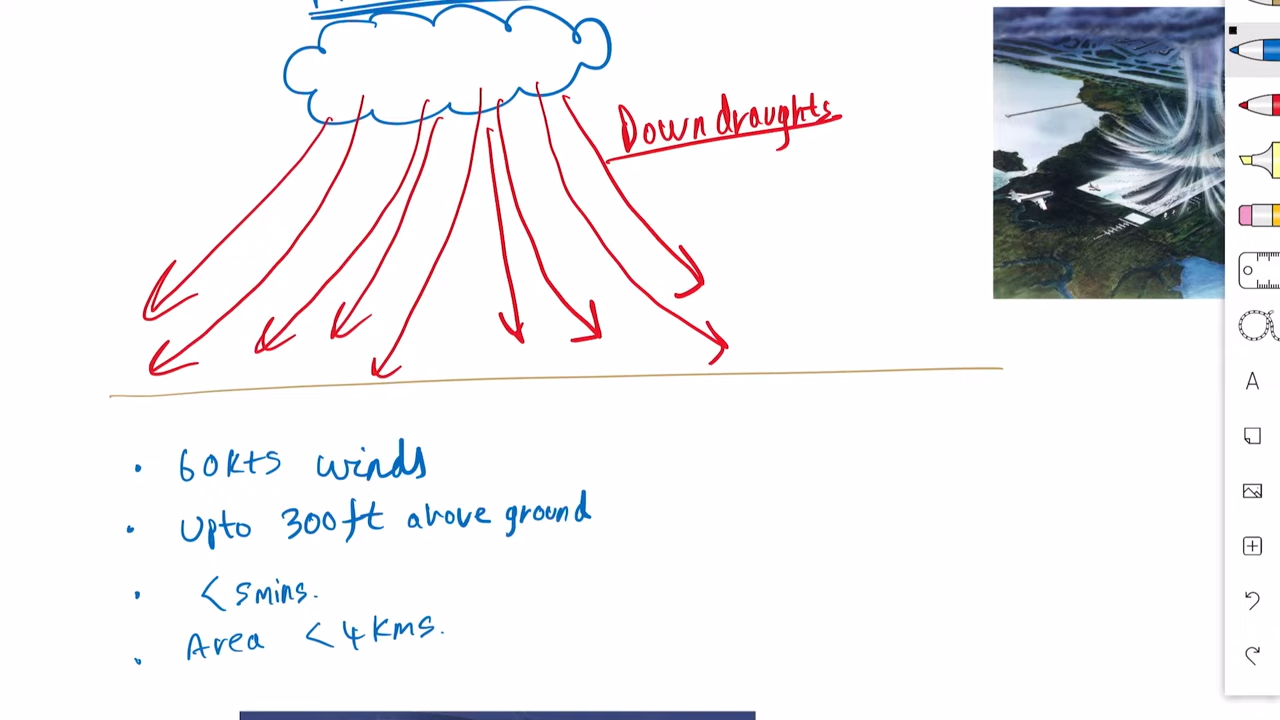 Downdraughts
60kts winds
Upto 300ft above ground
< 5mins.
Area < 4kms.
A